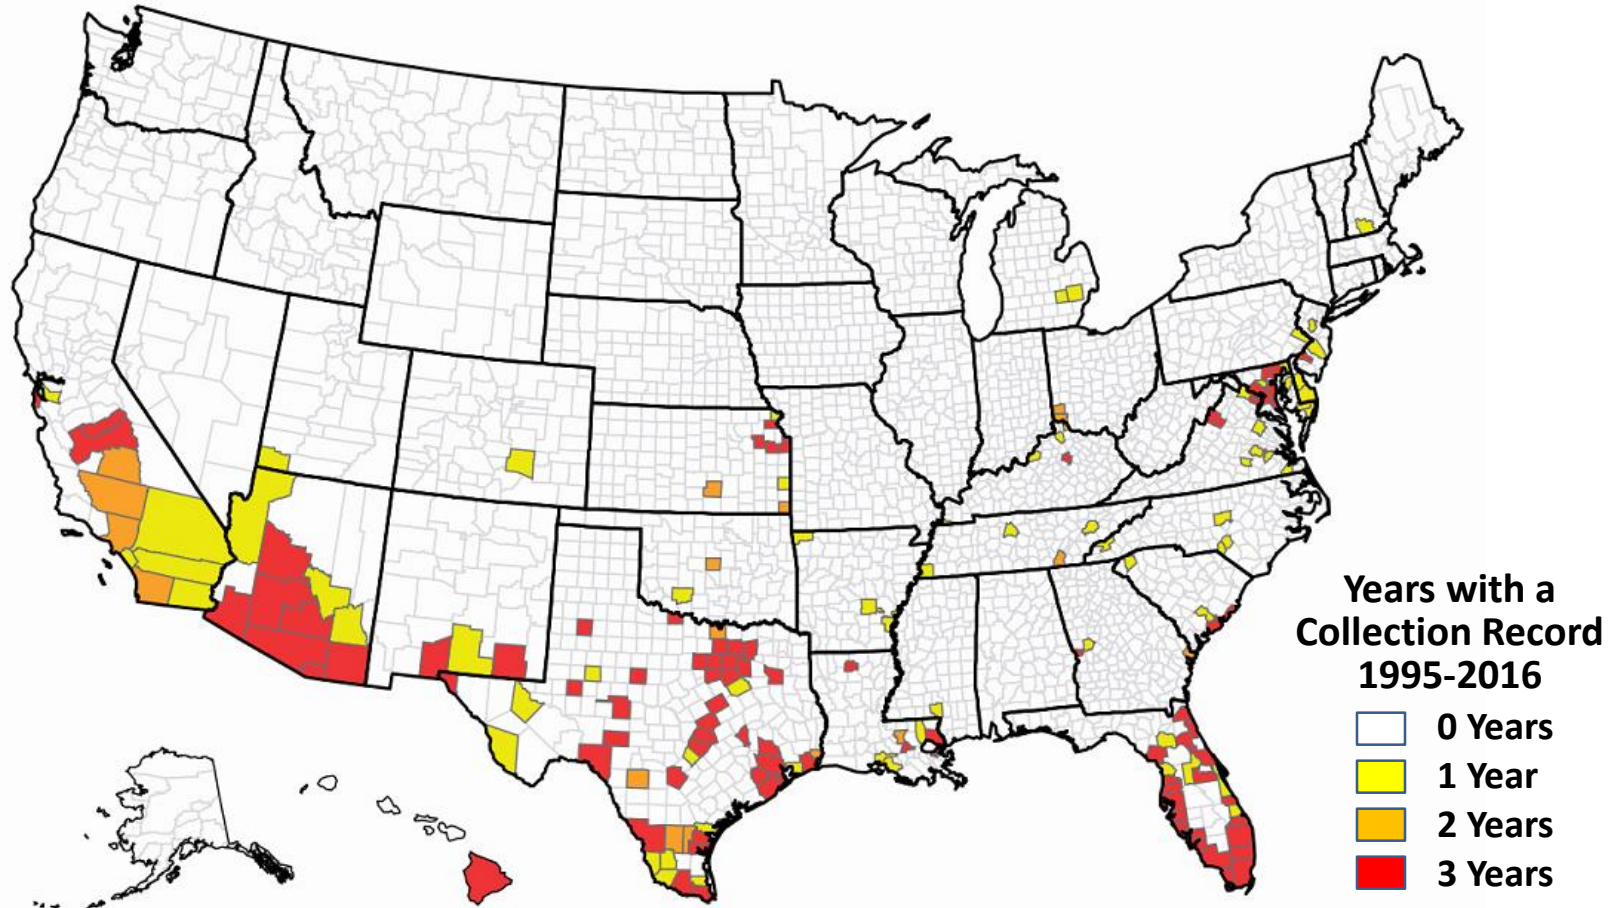 Years with a
Collection Record
1995-2016
0 Years
1 Year
2 Years
3 Years